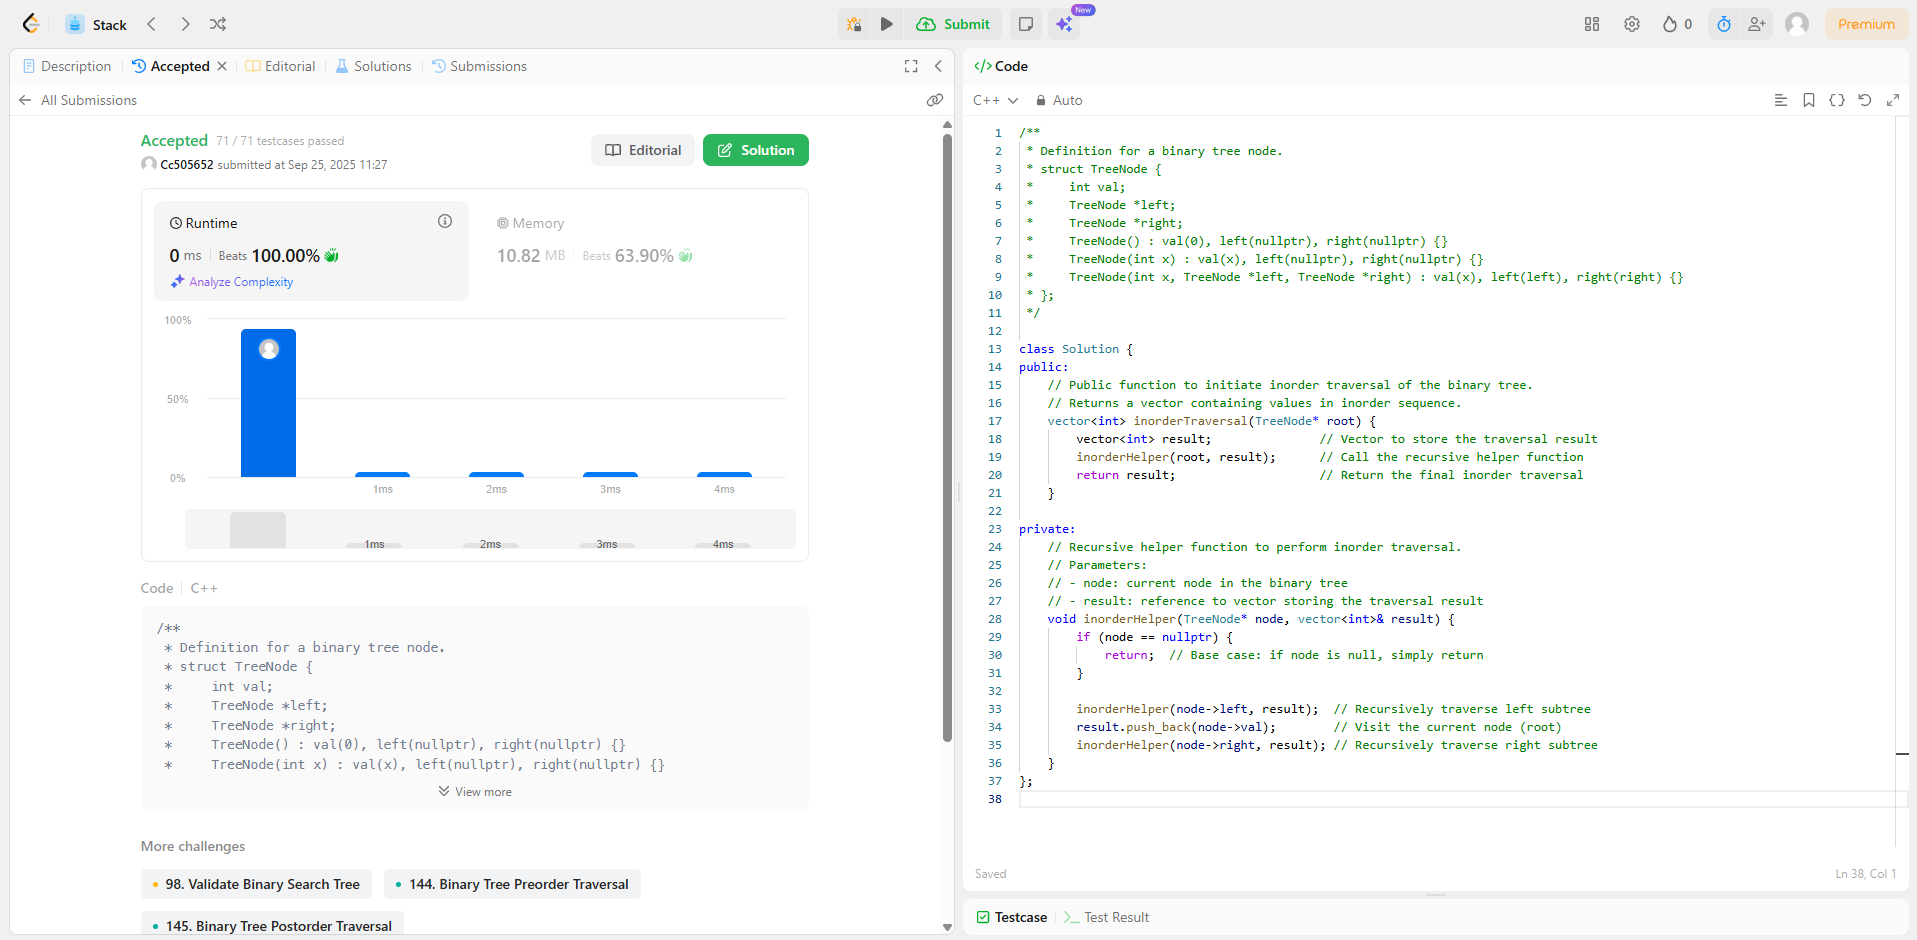 Stack
Submit
New
0
Premium
Description
Accepted
Editorial
Solutions
Submissions
All Submissions
Accepted 71 / 71 testcases passed
Cc505652 submitted at Sep 25, 2025 11:27
Editorial
Solution
Runtime
0 ms Beats 100.00%
Analyze Complexity
Memory
10.82 MB Beats 63.90%
100%
50%
0%
1ms 2ms 3ms 4ms
1ms 2ms 3ms 4ms
Code C++
/**
 * Definition for a binary tree node.
 * struct TreeNode {
 *     int val;
 *     TreeNode *left;
 *     TreeNode *right;
 *     TreeNode() : val(0), left(nullptr), right(nullptr) {}
 *     TreeNode(int x) : val(x), left(nullptr), right(nullptr) {}
View more
More challenges
98. Validate Binary Search Tree
144. Binary Tree Preorder Traversal
145. Binary Tree Postorder Traversal
</> Code
C++ Auto
1 /**
2  * Definition for a binary tree node.
3  * struct TreeNode {
4  *     int val;
5  *     TreeNode *left;
6  *     TreeNode *right;
7  *     TreeNode() : val(0), left(nullptr), right(nullptr) {}
8  *     TreeNode(int x) : val(x), left(nullptr), right(nullptr) {}
9  *     TreeNode(int x, TreeNode *left, TreeNode *right) : val(x), left(left), right(right) {}
10  * };
11  */
12
13 class Solution {
14 public:
15     // Public function to initiate inorder traversal of the binary tree.
16     // Returns a vector containing values in inorder sequence.
17     vector<int> inorderTraversal(TreeNode* root) {
18         vector<int> result;               // Vector to store the traversal result
19         inorderHelper(root, result);      // Call the recursive helper function
20         return result;                    // Return the final inorder traversal
21     }
22
23 private:
24     // Recursive helper function to perform inorder traversal.
25     // Parameters:
26     // - node: current node in the binary tree
27     // - result: reference to vector storing the traversal result
28     void inorderHelper(TreeNode* node, vector<int>& result) {
29         if (node == nullptr) {
30             return;  // Base case: if node is null, simply return
31         }
32
33         inorderHelper(node->left, result);  // Recursively traverse left subtree
34         result.push_back(node->val);        // Visit the current node (root)
35         inorderHelper(node->right, result); // Recursively traverse right subtree
36     }
37 };
38
Saved
Ln 38, Col 1
Testcase
Test Result